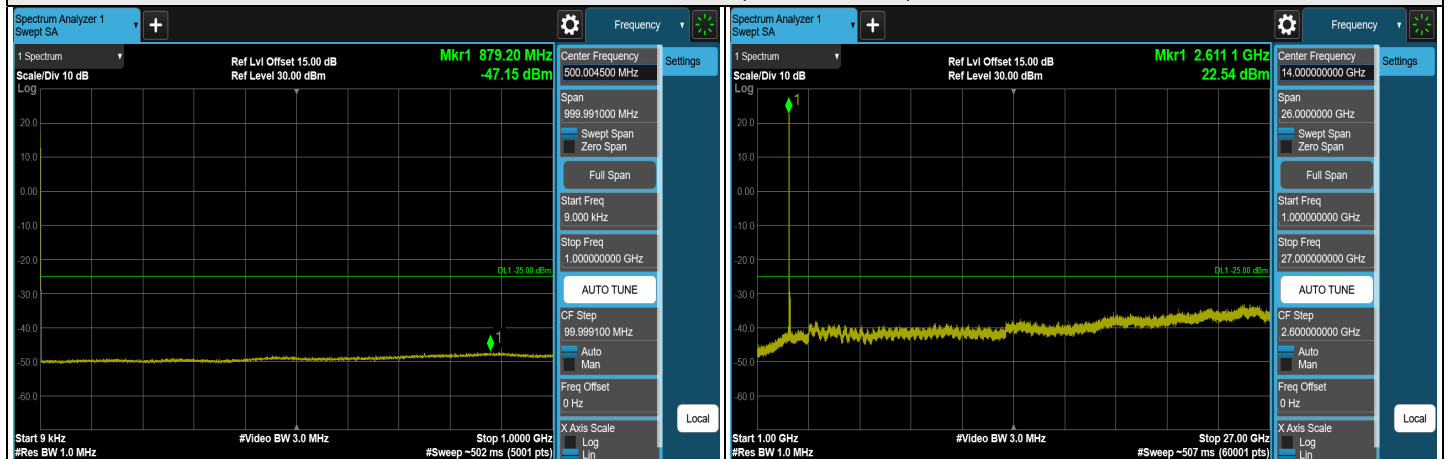 Spectrum Analyzer 1
Swept SA
+
Frequency
1 Spectrum
Scale/Div 10 dB
Log
Ref Lvl Offset 15.00 dB
Ref Level 30.00 dBm
Mkr1 879.20 MHz
-47.15 dBm
1
20.0
10.0
0.00
-10.0
-20.0
-30.0
-40.0
-50.0
-60.0
DL1 -25.00 dBm
Start 9 kHz
#Res BW 1.0 MHz
#Video BW 3.0 MHz
Stop 1.0000 GHz
#Sweep ~502 ms (5001 pts)
Center Frequency
500.004500 MHz
Span
999.991000 MHz
Swept Span
Zero Span
Full Span
Start Freq
9.000 kHz
Stop Freq
1.000000000 GHz
AUTO TUNE
CF Step
99.999100 MHz
Auto
Man
Freq Offset
0 Hz
X Axis Scale
Log
Lin
Settings
Local
Spectrum Analyzer 1
Swept SA
+
Frequency
1 Spectrum
Scale/Div 10 dB
Log
Ref Lvl Offset 15.00 dB
Ref Level 30.00 dBm
Mkr1 2.611 1 GHz
22.54 dBm
1
20.0
10.0
0.00
-10.0
-20.0
-30.0
-40.0
-50.0
-60.0
DL1 -25.00 dBm
Start 1.00 GHz
#Res BW 1.0 MHz
#Video BW 3.0 MHz
Stop 27.00 GHz
#Sweep ~507 ms (60001 pts)
Center Frequency
14.000000000 GHz
Span
26.0000000 GHz
Swept Span
Zero Span
Full Span
Start Freq
1.000000000 GHz
Stop Freq
27.000000000 GHz
AUTO TUNE
CF Step
2.600000000 GHz
Auto
Man
Freq Offset
0 Hz
X Axis Scale
Log
Lin
Settings
Local